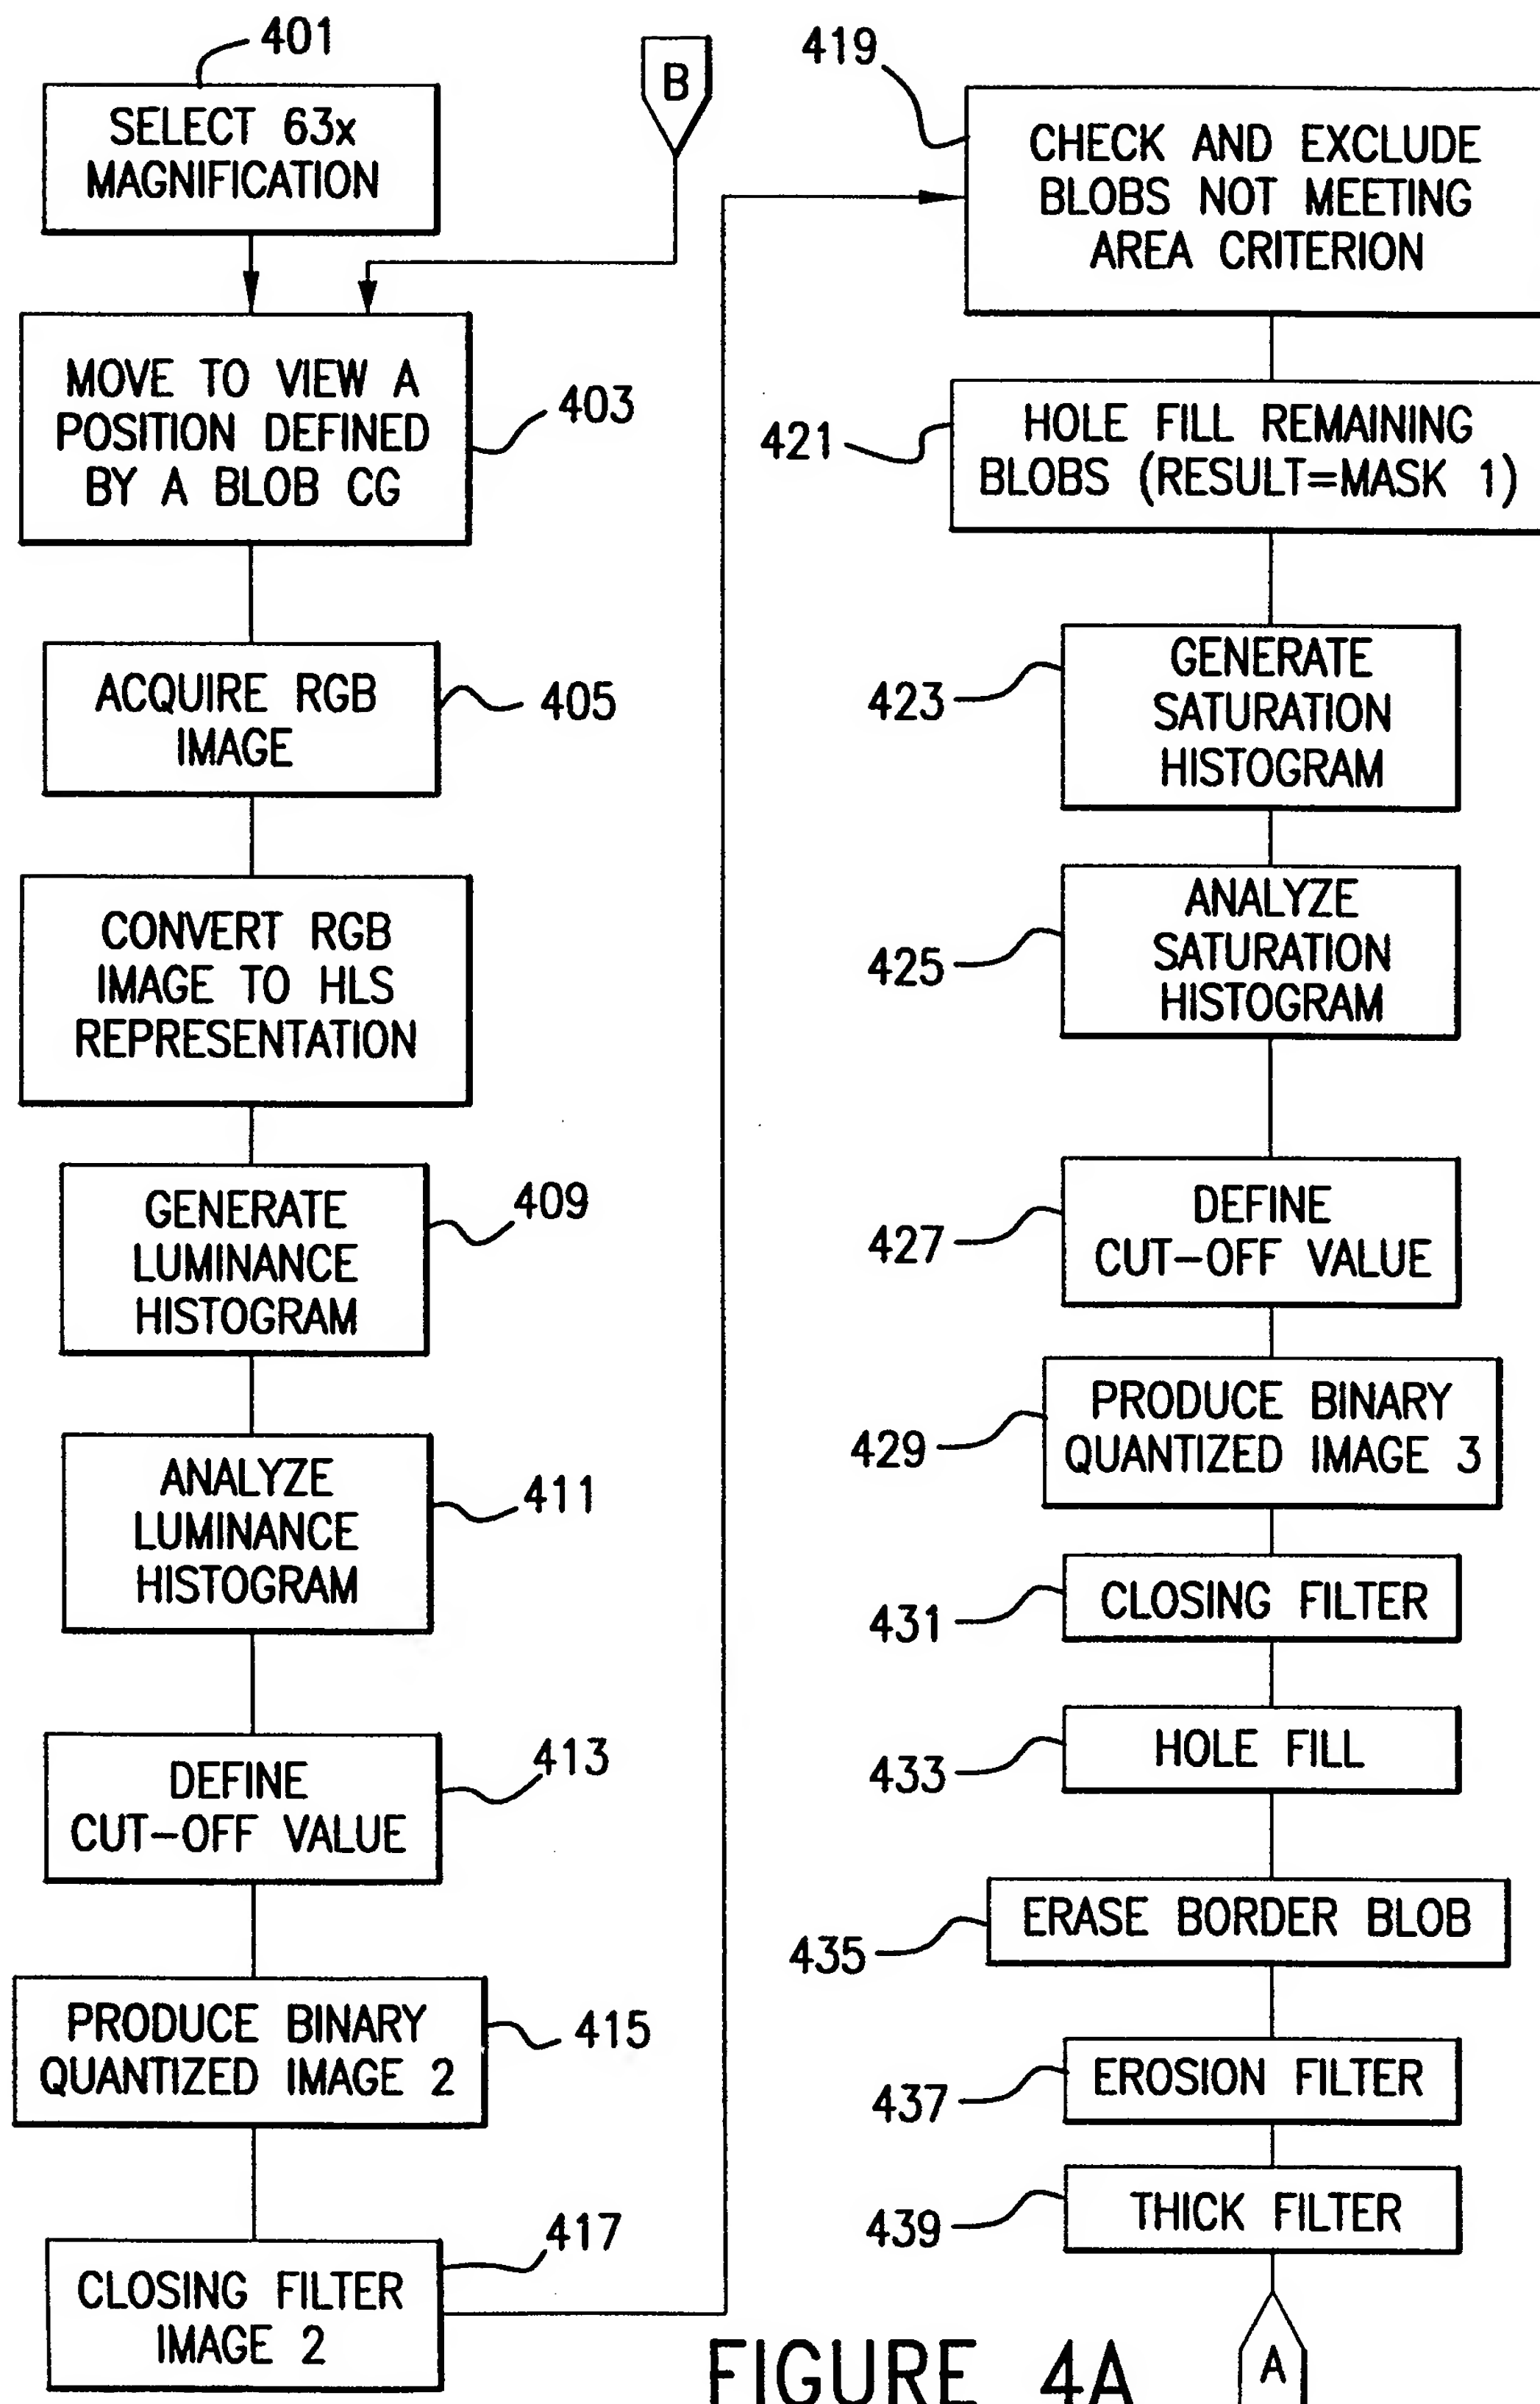 401
SELECT 63x
MAGNIFICATION
B
MOVE TO VIEW A
POSITION DEFINED
BY A BLOB CG
403
ACQUIRE RGB
IMAGE
405
CONVERT RGB
IMAGE TO HLS
REPRESENTATION
GENERATE
LUMINANCE
HISTOGRAM
409
ANALYZE
LUMINANCE
HISTOGRAM
411
DEFINE
CUT-OFF VALUE
413
PRODUCE BINARY
QUANTIZED IMAGE 2
415
CLOSING FILTER
IMAGE 2
417
419
CHECK AND EXCLUDE
BLOBS NOT MEETING
AREA CRITERION
421
HOLE FILL REMAINING
BLOBS (RESULT=MASK 1)
423
GENERATE
SATURATION
HISTOGRAM
425
ANALYZE
SATURATION
HISTOGRAM
427
DEFINE
CUT-OFF VALUE
429
PRODUCE BINARY
QUANTIZED IMAGE 3
431
CLOSING FILTER
433
HOLE FILL
435
ERASE BORDER BLOB
437
EROSION FILTER
439
THICK FILTER
A
FIGURE 4A